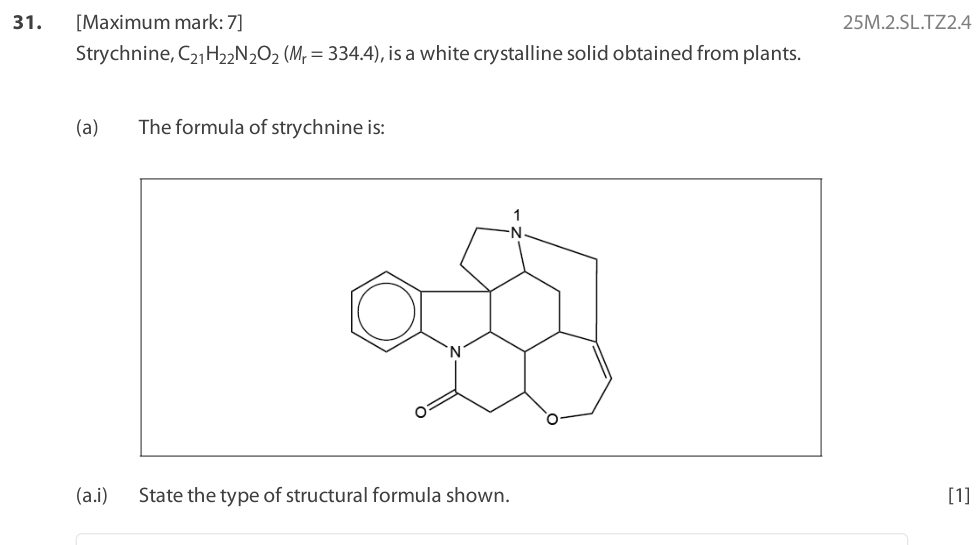 31. [Maximum mark: 7] 25M.2.SL.TZ2.4
Strychnine, C₂₁H₂₂N₂O₂ (Mᵣ = 334.4), is a white crystalline solid obtained from plants.
(a) The formula of strychnine is:
1
N
N
O
O
(a.i) State the type of structural formula shown. [1]